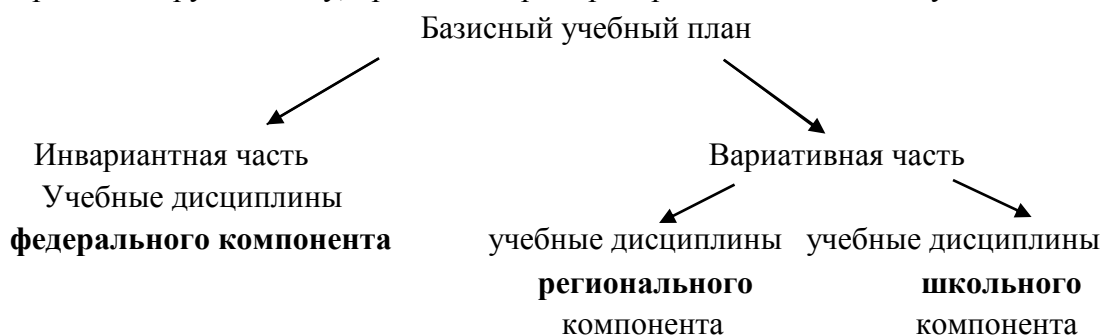 Базисный учебный план
Инвариантная часть
Учебные дисциплины
федерального компонента
Вариативная часть
учебные дисциплины
регионального
компонента
учебные дисциплины
школьного
компонента